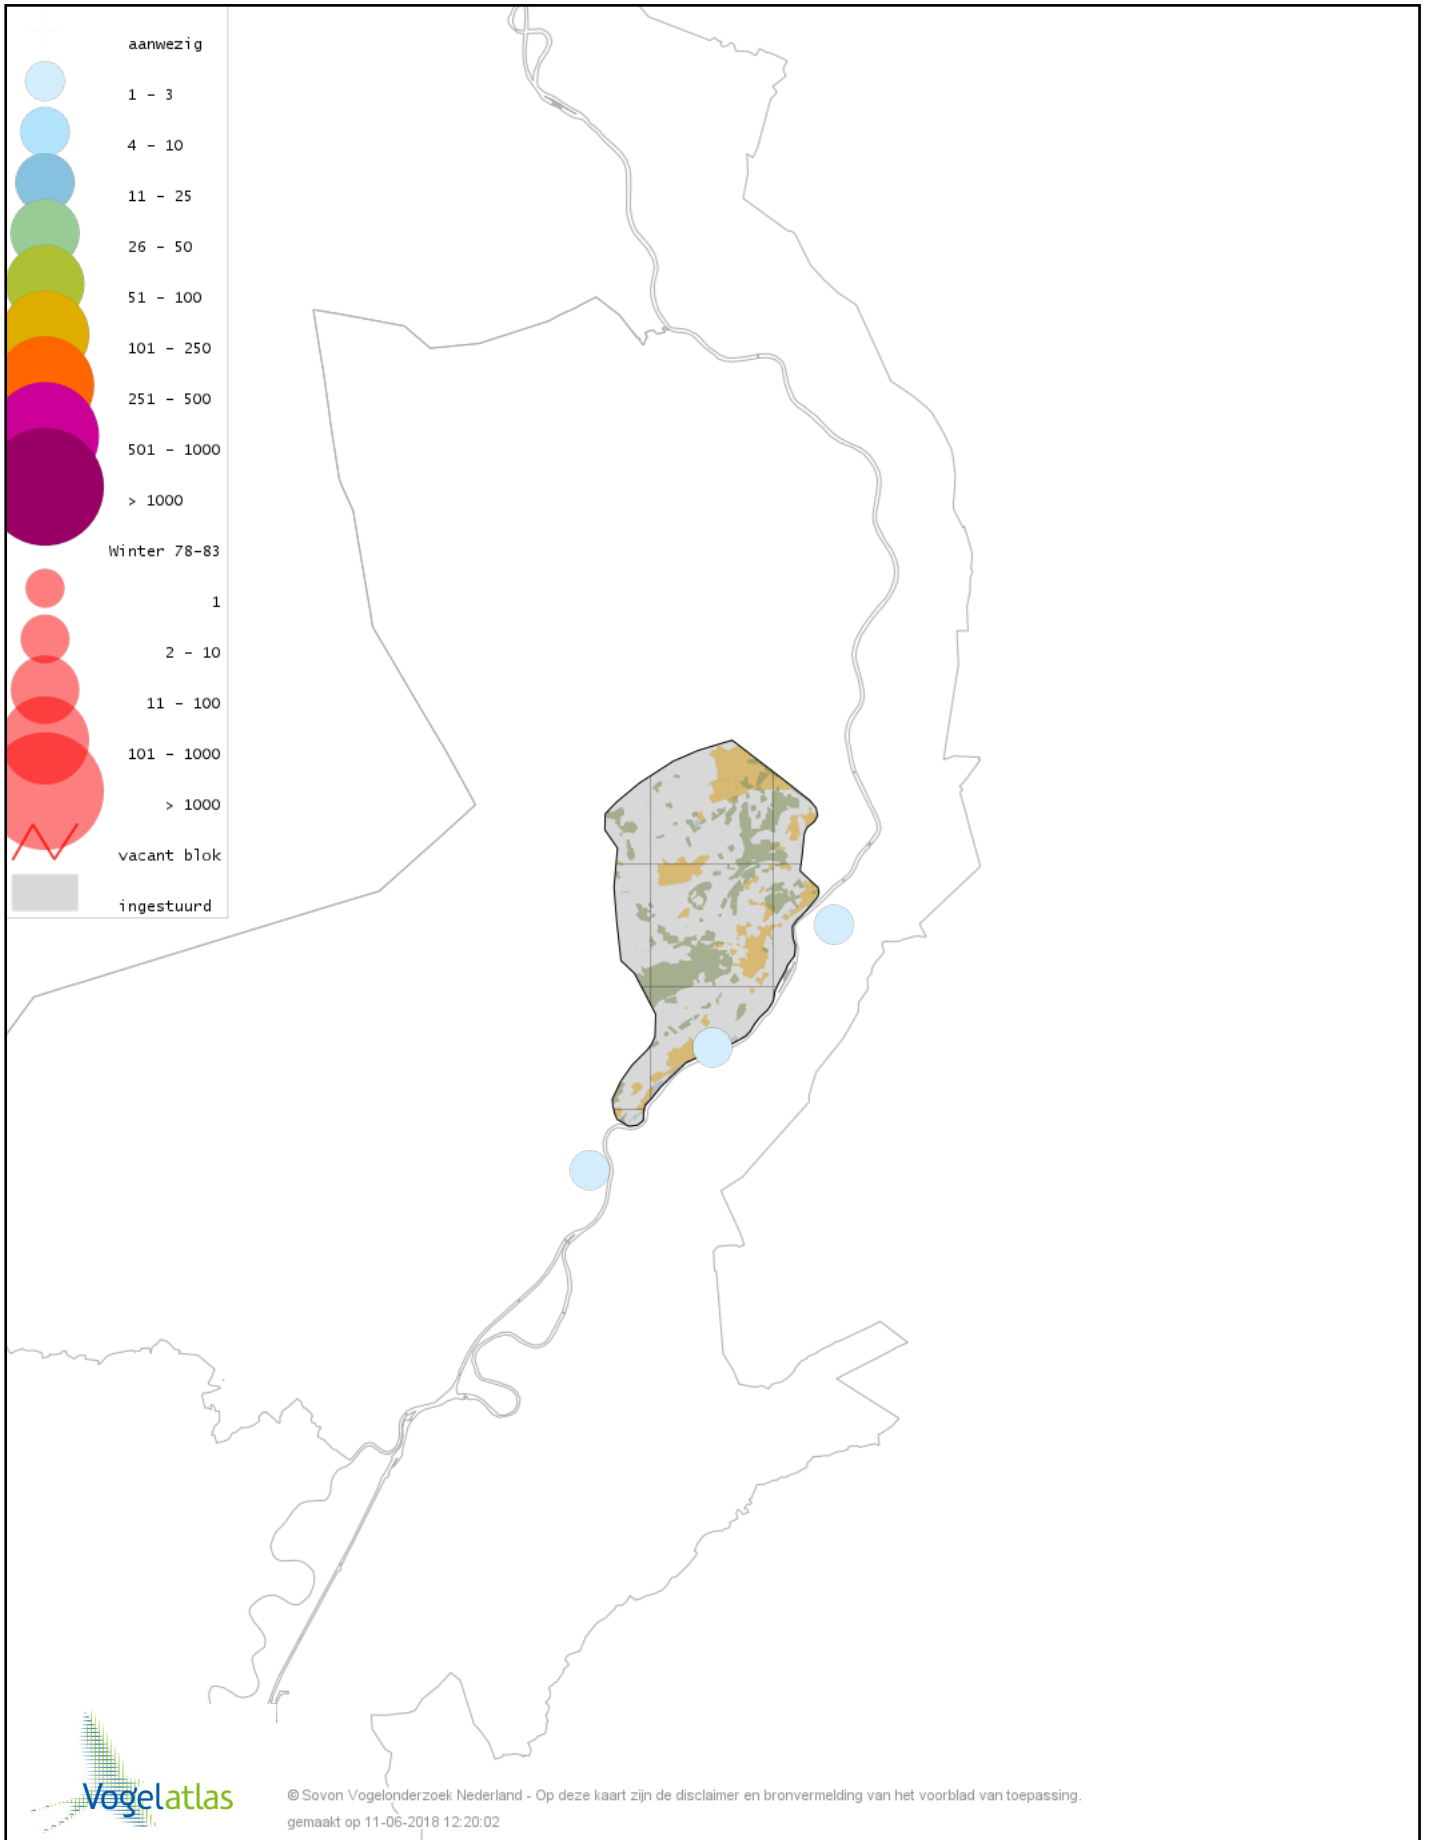 aanwezig
1 - 3
4 - 10
11 - 25
26 - 50
51 - 100
101 - 250
251 - 500
501 - 1000
> 1000
Winter 78-83
1
2 - 10
11 - 100
101 - 1000
> 1000
vacant blok
ingestuurd
Vogelatlas
© Sovon Vogelonderzoek Nederland - Op deze kaart zijn de disclaimer en bronvermelding van het voorblad van toepassing.
gemaakt op 11-06-2018 12:20:02